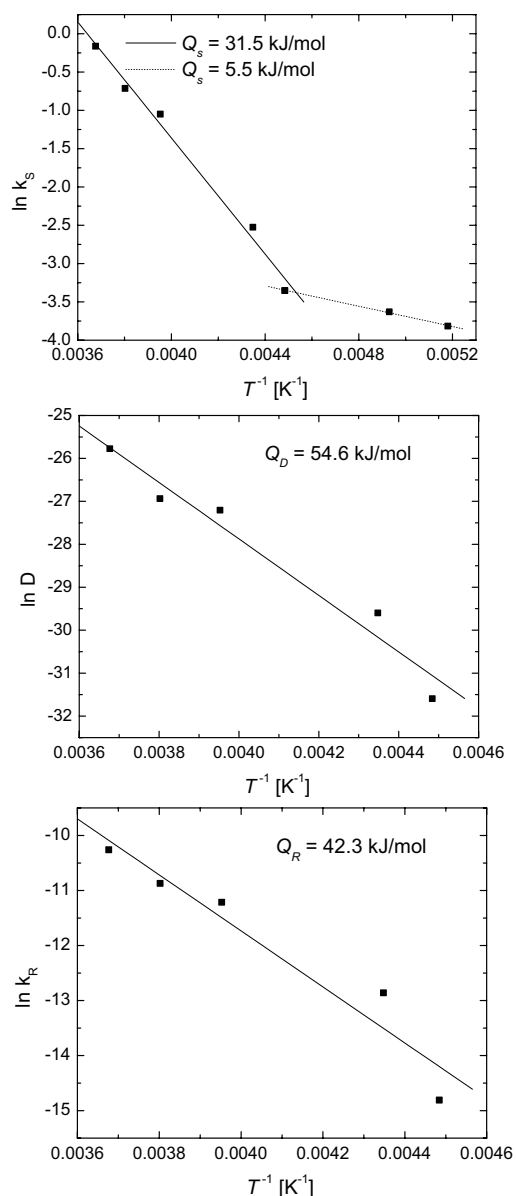 0.0
-0.5
-1.0
-1.5
-2.0
-2.5
-3.0
-3.5
-4.0
ln k_S
Q_s = 31.5 kJ/mol
Q_s = 5.5 kJ/mol
0.0036 0.0040 0.0044 0.0048 0.0052
T⁻¹ [K⁻¹]
-25
-26
-27
-28
-29
-30
-31
-32
ln D
Q_D = 54.6 kJ/mol
0.0036 0.0038 0.0040 0.0042 0.0044 0.0046
T⁻¹ [K⁻¹]
-10
-11
-12
-13
-14
-15
ln k_R
Q_R = 42.3 kJ/mol
0.0036 0.0038 0.0040 0.0042 0.0044 0.0046
T⁻¹ [K⁻¹]